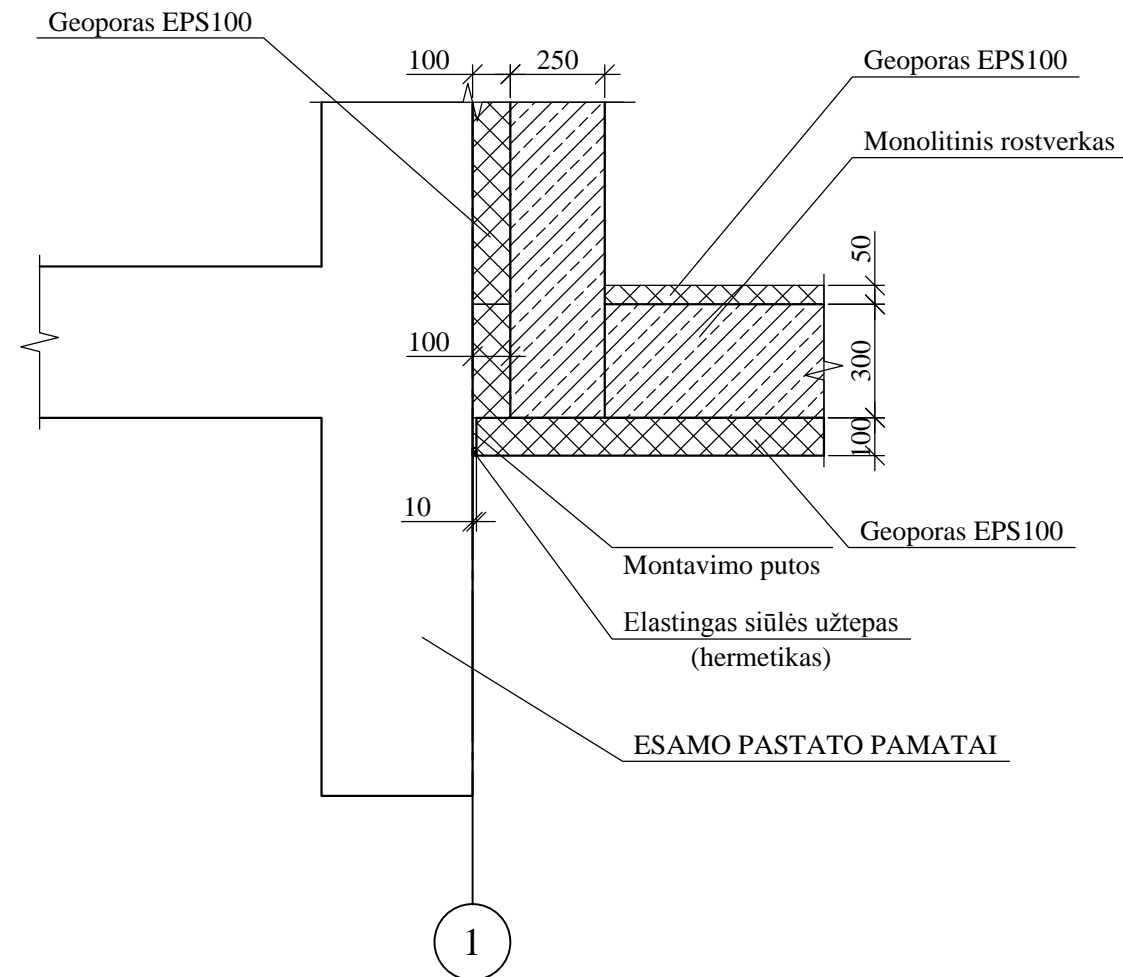 Geoporas EPS100
100
250
Geoporas EPS100
Monolitinis rostverkas
50
100
300
100
10
Geoporas EPS100
Montavimo putos
Elastingas siūlės užtepas
(hermetikas)
ESAMO PASTATO PAMATAI
1